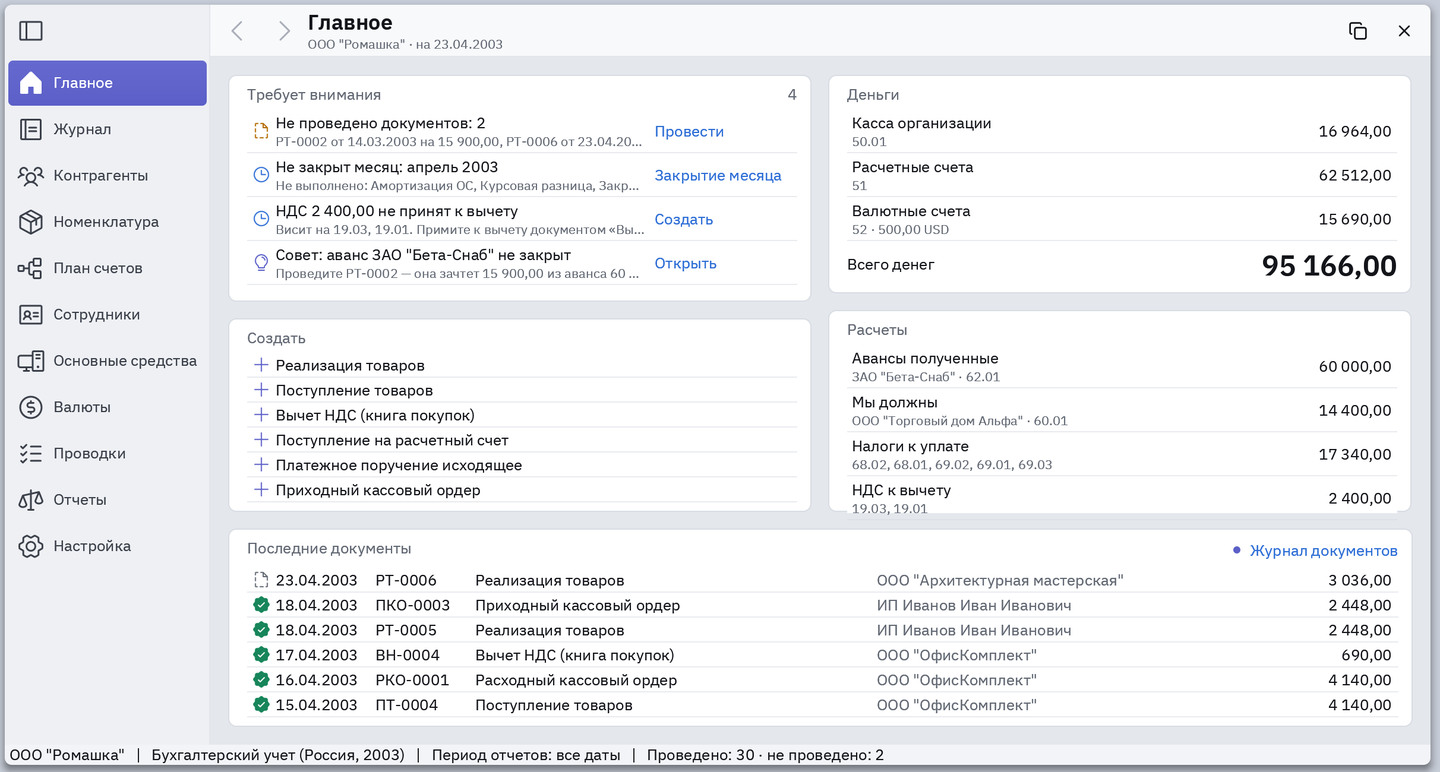 Главное
ООО "Ромашка" · на 23.04.2003
Главное
Журнал
Контрагенты
Номенклатура
План счетов
Сотрудники
Основные средства
Валюты
Проводки
Отчеты
Настройка
Требует внимания 4
Не проведено документов: 2
РТ-0002 от 14.03.2003 на 15 900,00, РТ-0006 от 23.04.20...
Провести
Не закрыт месяц: апрель 2003
Не выполнено: Амортизация ОС, Курсовая разница, Закр...
Закрытие месяца
НДС 2 400,00 не принят к вычету
Висит на 19.03, 19.01. Примите к вычету документом «Вы...
Создать
Совет: аванс ЗАО "Бета-Снаб" не закрыт
Проведите РТ-0002 — она зачтет 15 900,00 из аванса 60 ...
Открыть
Деньги
Касса организации 16 964,00
50.01
Расчетные счета 62 512,00
51
Валютные счета 15 690,00
52 · 500,00 USD
Всего денег 95 166,00
Создать
Реализация товаров
Поступление товаров
Вычет НДС (книга покупок)
Поступление на расчетный счет
Платежное поручение исходящее
Приходный кассовый ордер
Расчеты
Авансы полученные 60 000,00
ЗАО "Бета-Снаб" · 62.01
Мы должны 14 400,00
ООО "Торговый дом Альфа" · 60.01
Налоги к уплате 17 340,00
68.02, 68.01, 69.02, 69.01, 69.03
НДС к вычету 2 400,00
19.03, 19.01
Последние документы Журнал документов
23.04.2003 РТ-0006 Реализация товаров ООО "Архитектурная мастерская" 3 036,00
18.04.2003 ПКО-0003 Приходный кассовый ордер ИП Иванов Иван Иванович 2 448,00
18.04.2003 РТ-0005 Реализация товаров ИП Иванов Иван Иванович 2 448,00
17.04.2003 ВН-0004 Вычет НДС (книга покупок) ООО "ОфисКомплект" 690,00
16.04.2003 РКО-0001 Расходный кассовый ордер ООО "ОфисКомплект" 4 140,00
15.04.2003 ПТ-0004 Поступление товаров ООО "ОфисКомплект" 4 140,00
ООО "Ромашка" | Бухгалтерский учет (Россия, 2003) | Период отчетов: все даты | Проведено: 30 · не проведено: 2